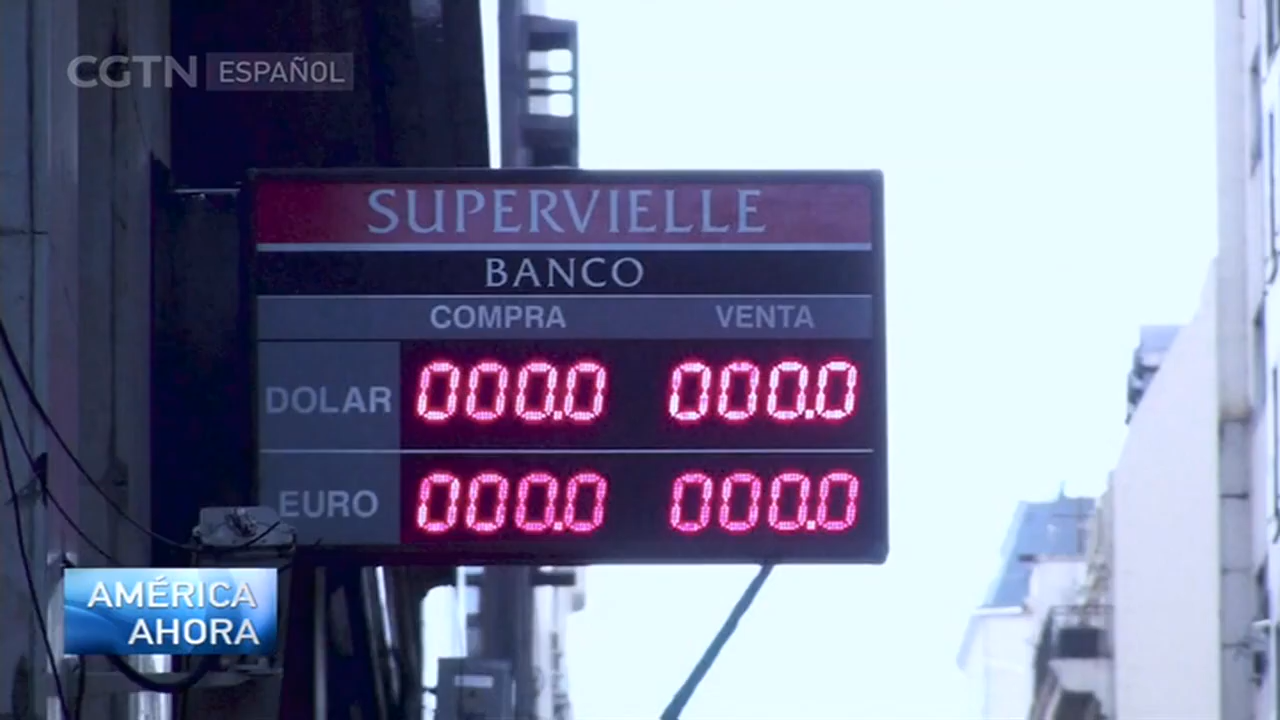 CGTN ESPAÑOL
SUPERVIELLE
BANCO
COMPRA VENTA
DOLAR 000.0 000.0
EURO 000.0 000.0
AMÉRICA
AHORA